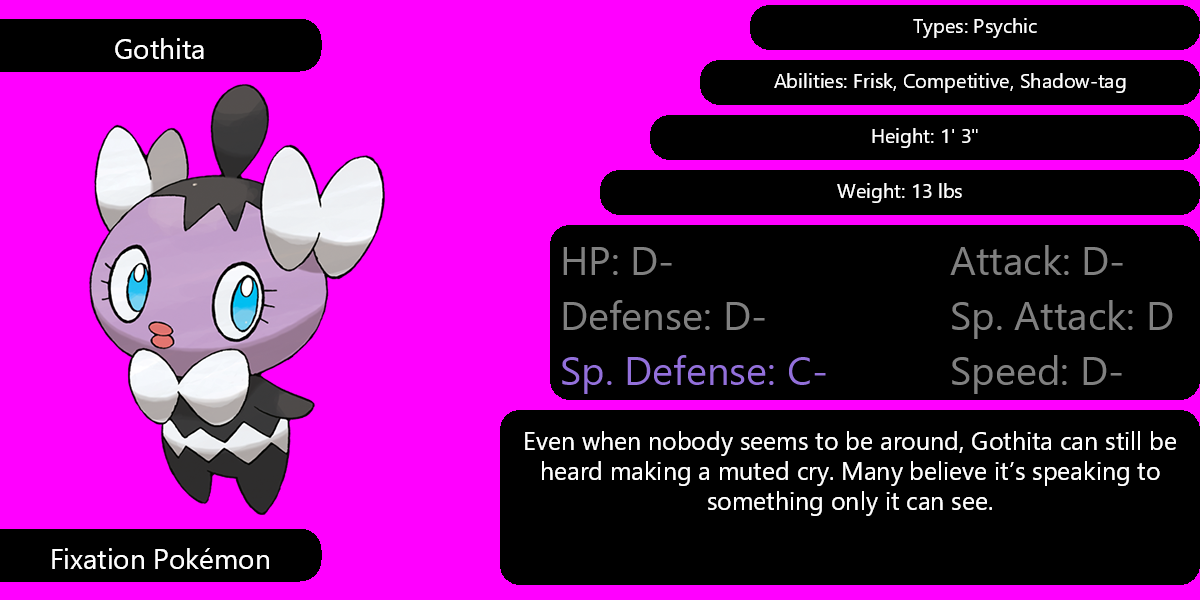 Gothita
Types: Psychic
Abilities: Frisk, Competitive, Shadow-tag
Height: 1' 3"
Weight: 13 lbs
HP: D-
Attack: D-
Defense: D-
Sp. Attack: D
Sp. Defense: C-
Speed: D-
Even when nobody seems to be around, Gothita can still be
heard making a muted cry. Many believe it’s speaking to
something only it can see.
Fixation Pokémon